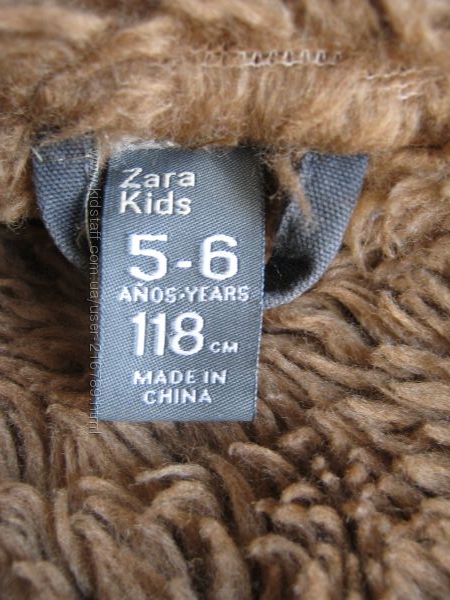 Zara
Kids
5-6
AÑOS-YEARS
118 CM
MADE IN
CHINA